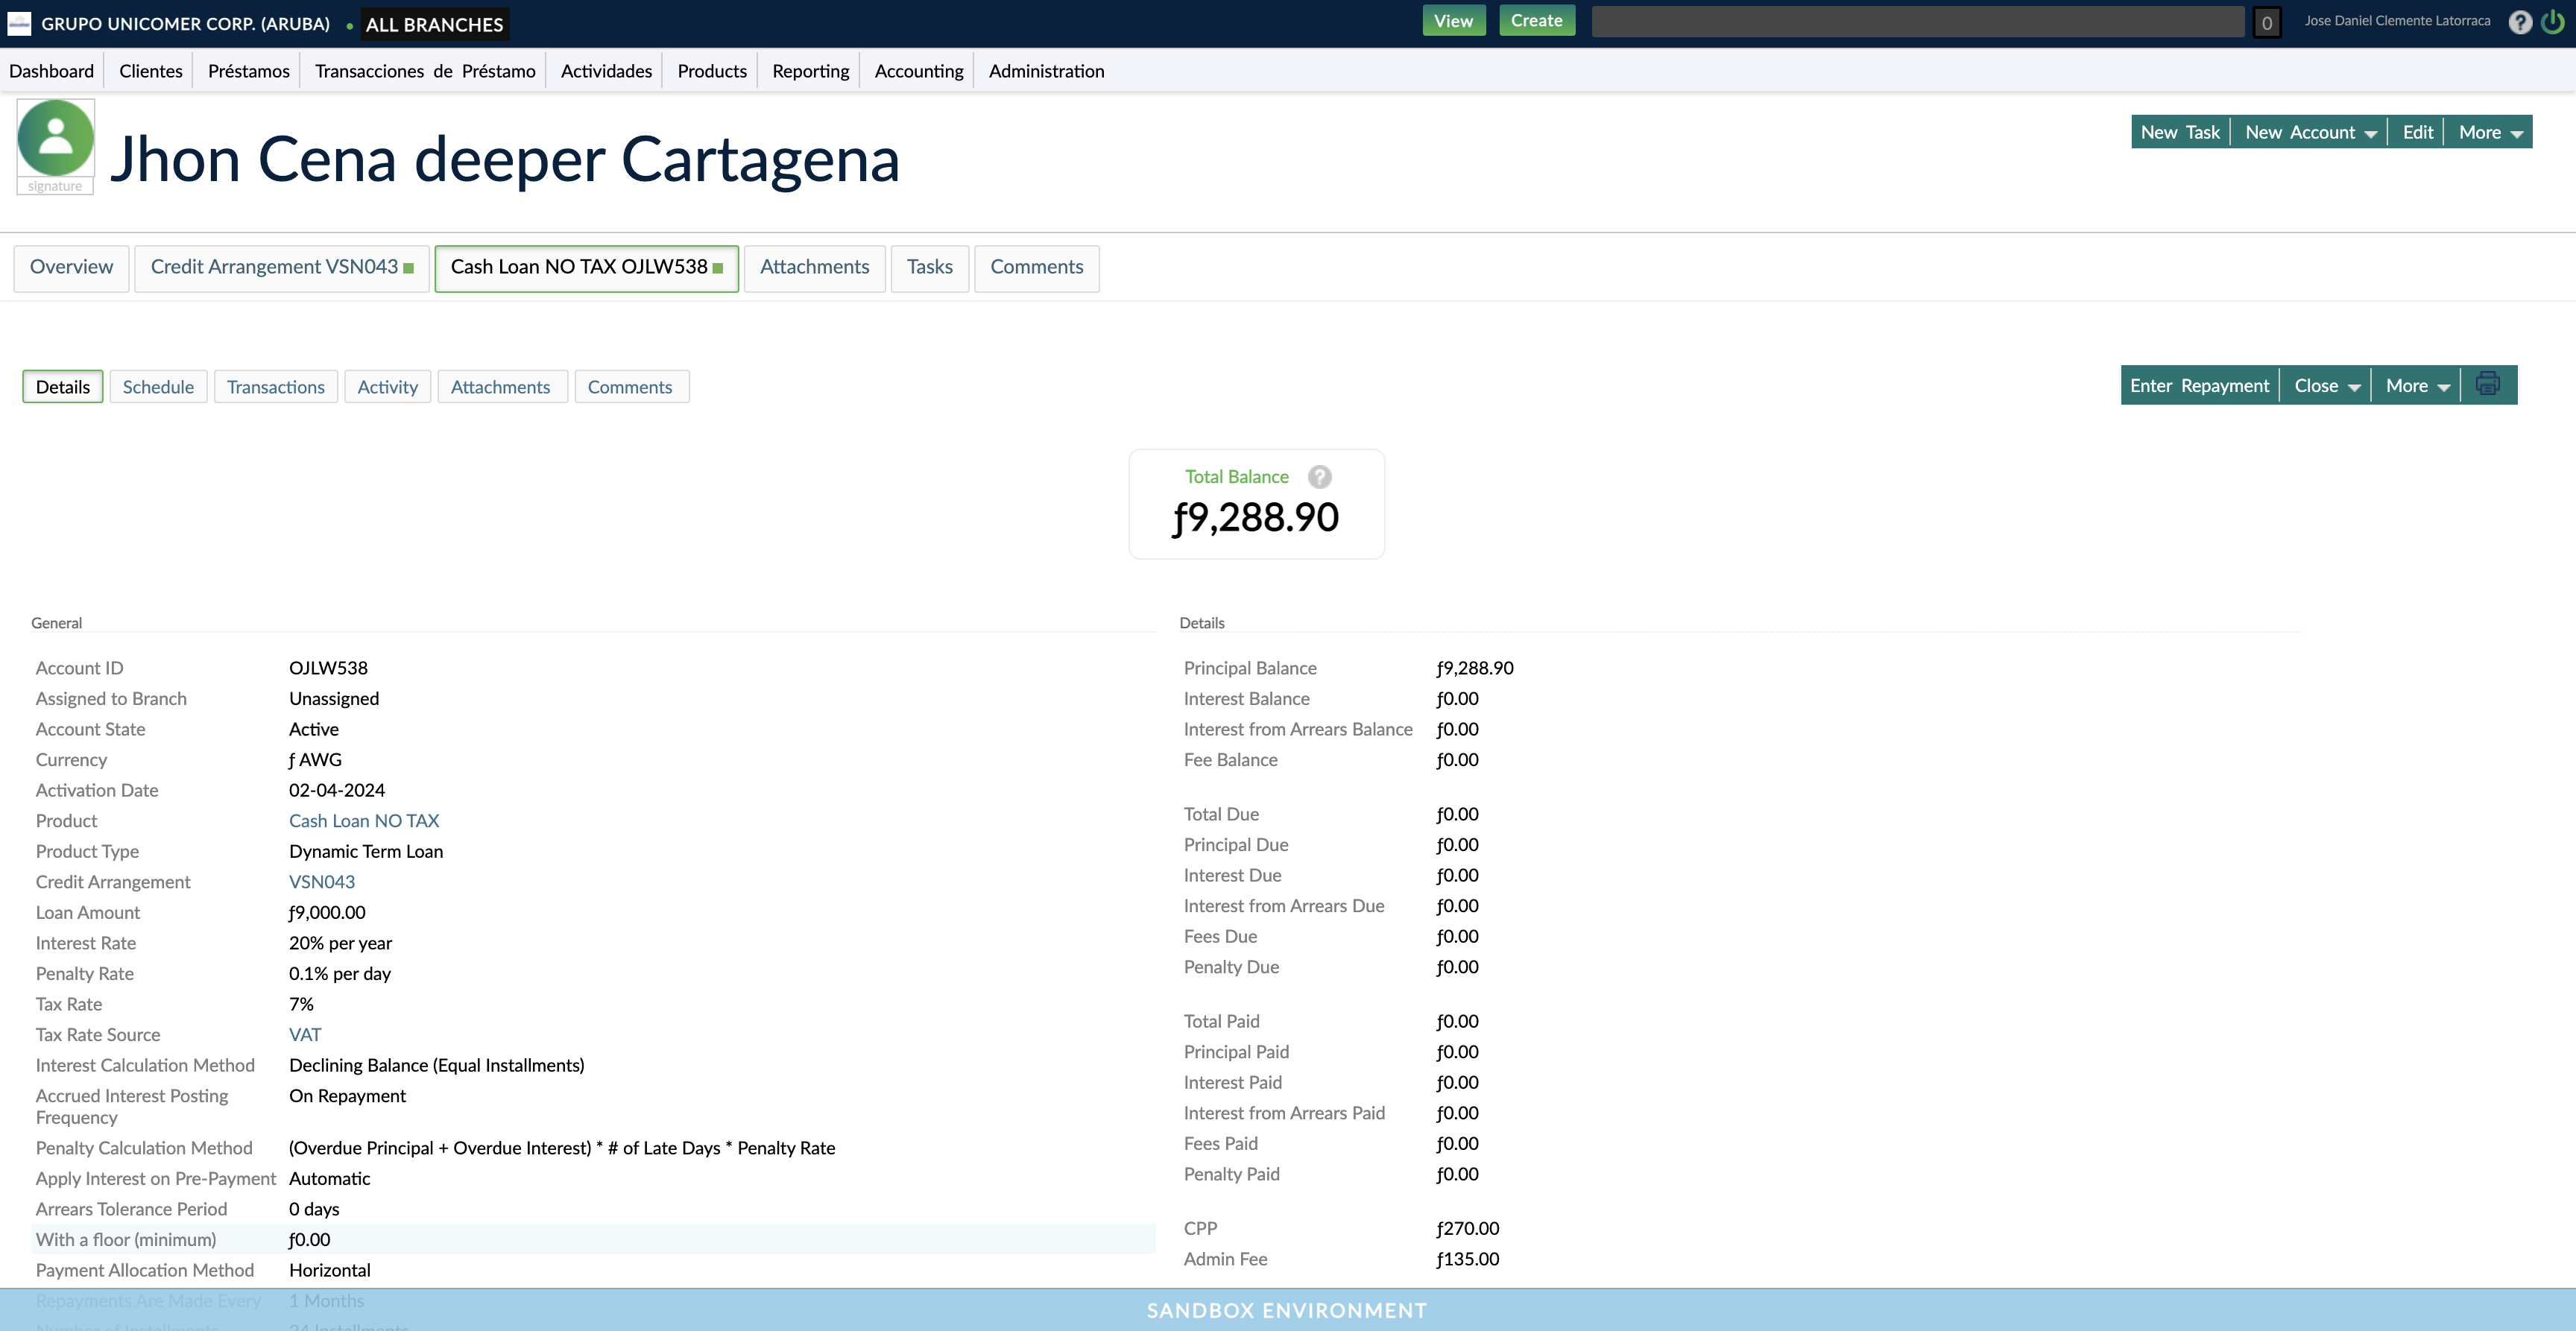 GRUPO UNICOMER CORP. (ARUBA) • ALL BRANCHES View Create 0 Jose Daniel Clemente Latorraca ?
Dashboard Clientes Préstamos Transacciones de Préstamo Actividades Products Reporting Accounting Administration
signature
Jhon Cena deeper Cartagena
New Task New Account Edit More
Overview Credit Arrangement VSN043 Cash Loan NO TAX OJLW538 Attachments Tasks Comments
Details Schedule Transactions Activity Attachments Comments
Enter Repayment Close More
Total Balance ?
ƒ9,288.90
General
Account ID OJLW538
Assigned to Branch Unassigned
Account State Active
Currency ƒ AWG
Activation Date 02-04-2024
Product Cash Loan NO TAX
Product Type Dynamic Term Loan
Credit Arrangement VSN043
Loan Amount ƒ9,000.00
Interest Rate 20% per year
Penalty Rate 0.1% per day
Tax Rate 7%
Tax Rate Source VAT
Interest Calculation Method Declining Balance (Equal Installments)
Accrued Interest Posting Frequency On Repayment
Penalty Calculation Method (Overdue Principal + Overdue Interest) * # of Late Days * Penalty Rate
Apply Interest on Pre-Payment Automatic
Arrears Tolerance Period 0 days
With a floor (minimum) ƒ0.00
Payment Allocation Method Horizontal
Repayments Are Made Every 1 Months
Number of Installments 24 Installments
Details
Principal Balance ƒ9,288.90
Interest Balance ƒ0.00
Interest from Arrears Balance ƒ0.00
Fee Balance ƒ0.00
Total Due ƒ0.00
Principal Due ƒ0.00
Interest Due ƒ0.00
Interest from Arrears Due ƒ0.00
Fees Due ƒ0.00
Penalty Due ƒ0.00
Total Paid ƒ0.00
Principal Paid ƒ0.00
Interest Paid ƒ0.00
Interest from Arrears Paid ƒ0.00
Fees Paid ƒ0.00
Penalty Paid ƒ0.00
CPP ƒ270.00
Admin Fee ƒ135.00
SANDBOX ENVIRONMENT